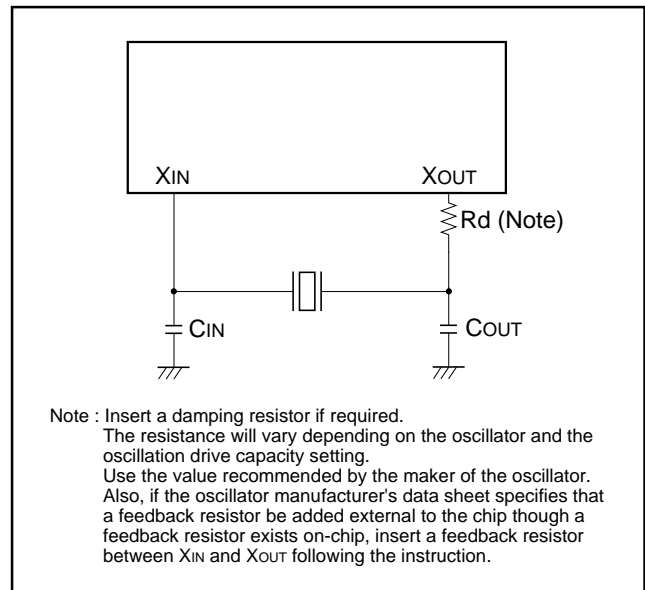 XIN XOUT
Rd (Note)
CIN COUT
Note : Insert a damping resistor if required.
The resistance will vary depending on the oscillator and the
oscillation drive capacity setting.
Use the value recommended by the maker of the oscillator.
Also, if the oscillator manufacturer's data sheet specifies that
a feedback resistor be added external to the chip though a
feedback resistor exists on-chip, insert a feedback resistor
between XIN and XOUT following the instruction.